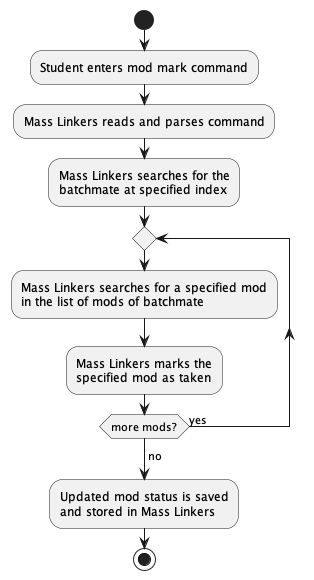 Student enters mod mark command
Mass Linkers reads and parses command
Mass Linkers searches for the
batchmate at specified index
Mass Linkers searches for a specified mod
in the list of mods of batchmate
Mass Linkers marks the
specified mod as taken
more mods?
yes
no
Updated mod status is saved
and stored in Mass Linkers